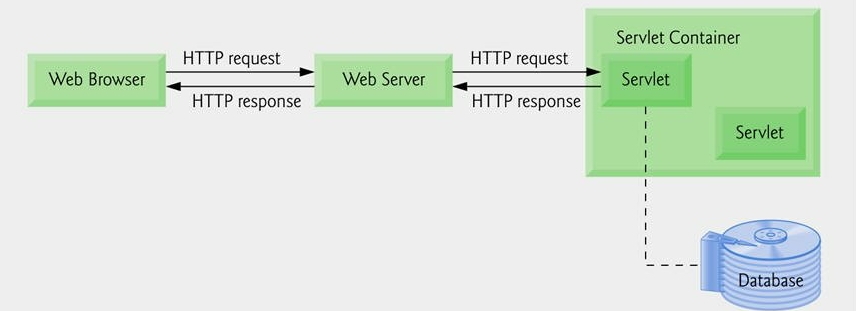 Servlet Container
HTTP request
HTTP request
Web Browser
Web Server
Servlet
HTTP response
HTTP response
Servlet
Database